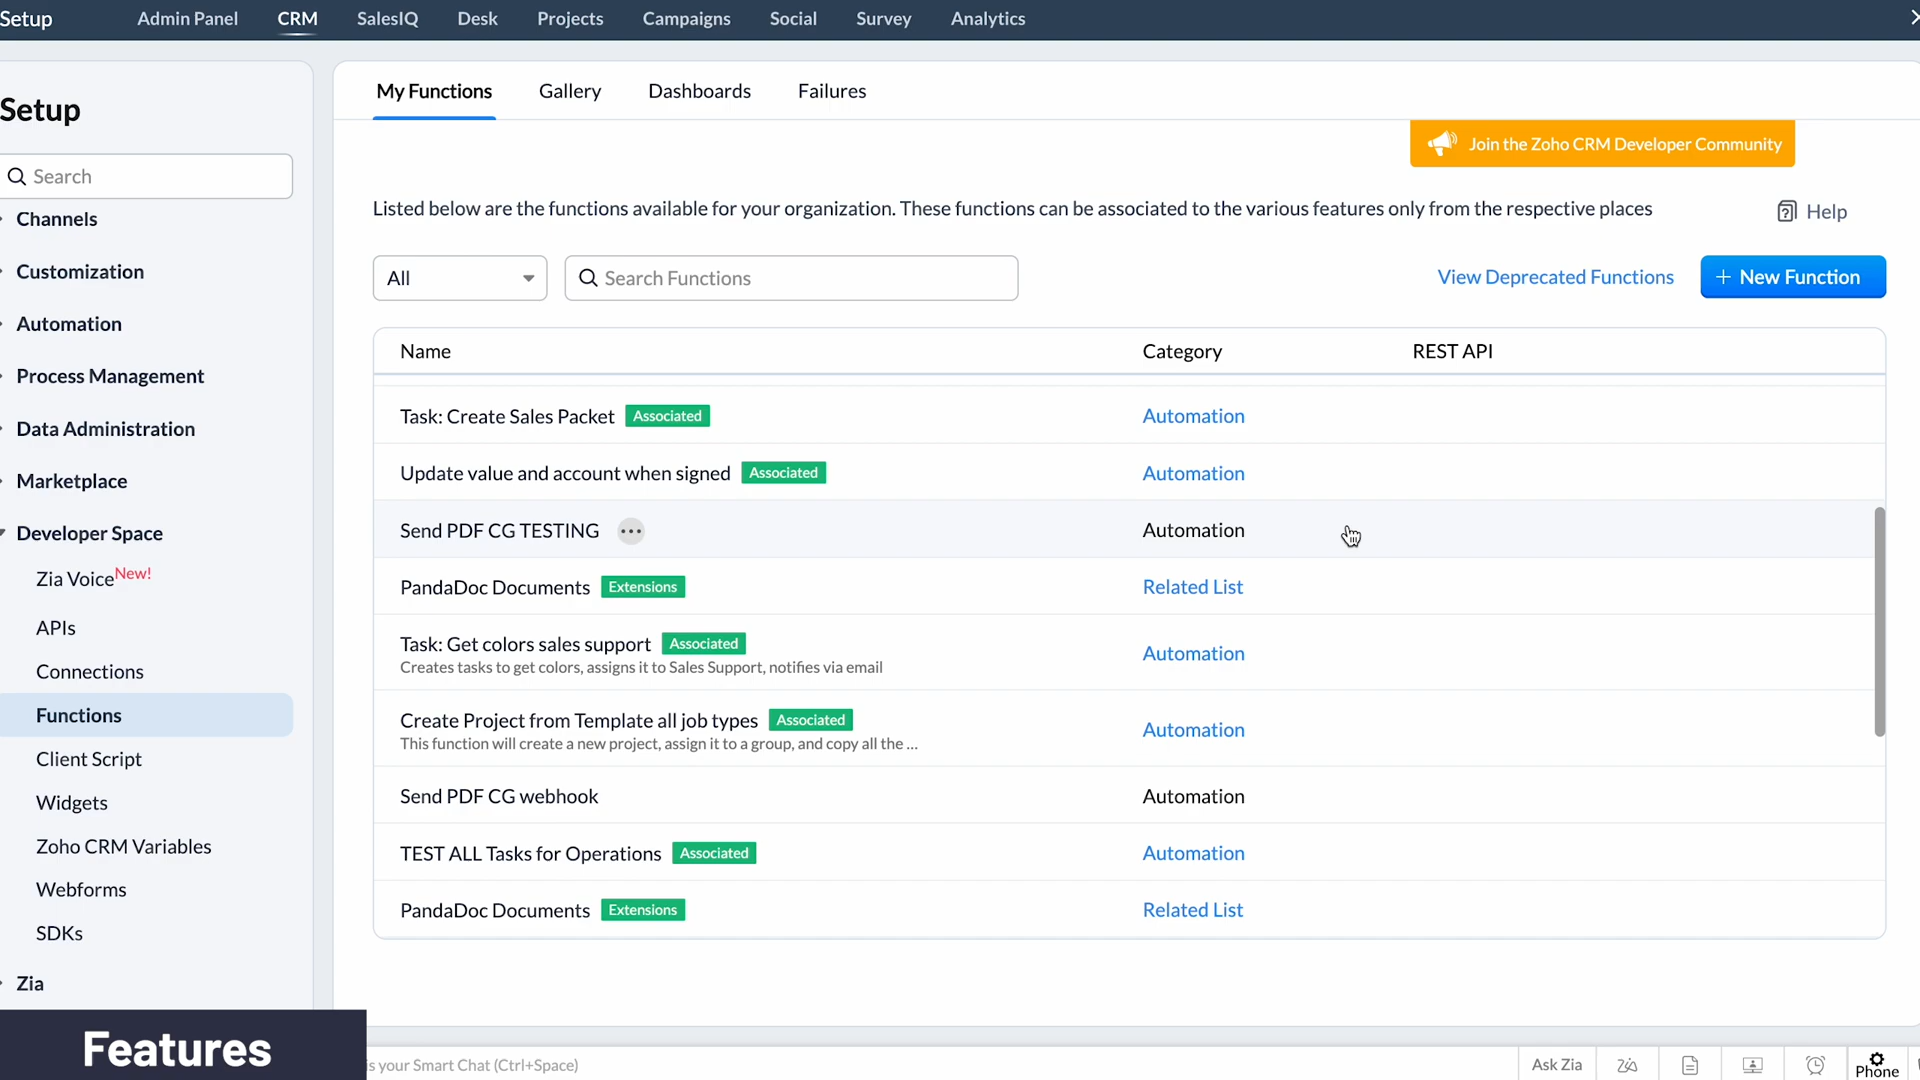 Setup
Admin Panel
CRM
SalesIQ
Desk
Projects
Campaigns
Social
Survey
Analytics
Setup
Search
Channels
Customization
Automation
Process Management
Data Administration
Marketplace
Developer Space
Zia Voice New!
APIs
Connections
Functions
Client Script
Widgets
Zoho CRM Variables
Webforms
SDKs
Zia
Features
My Functions
Gallery
Dashboards
Failures
Join the Zoho CRM Developer Community
Listed below are the functions available for your organization. These functions can be associated to the various features only from the respective places
Help
All
Search Functions
View Deprecated Functions
+ New Function
Name Category REST API
Task: Create Sales Packet Associated Automation
Update value and account when signed Associated Automation
Send PDF CG TESTING ... Automation
PandaDoc Documents Extensions Related List
Task: Get colors sales support Associated Automation
Creates tasks to get colors, assigns it to Sales Support, notifies via email
Create Project from Template all job types Associated Automation
This function will create a new project, assign it to a group, and copy all the ...
Send PDF CG webhook Automation
TEST ALL Tasks for Operations Associated Automation
PandaDoc Documents Extensions Related List
is your Smart Chat (Ctrl+Space)
Ask Zia
Phone